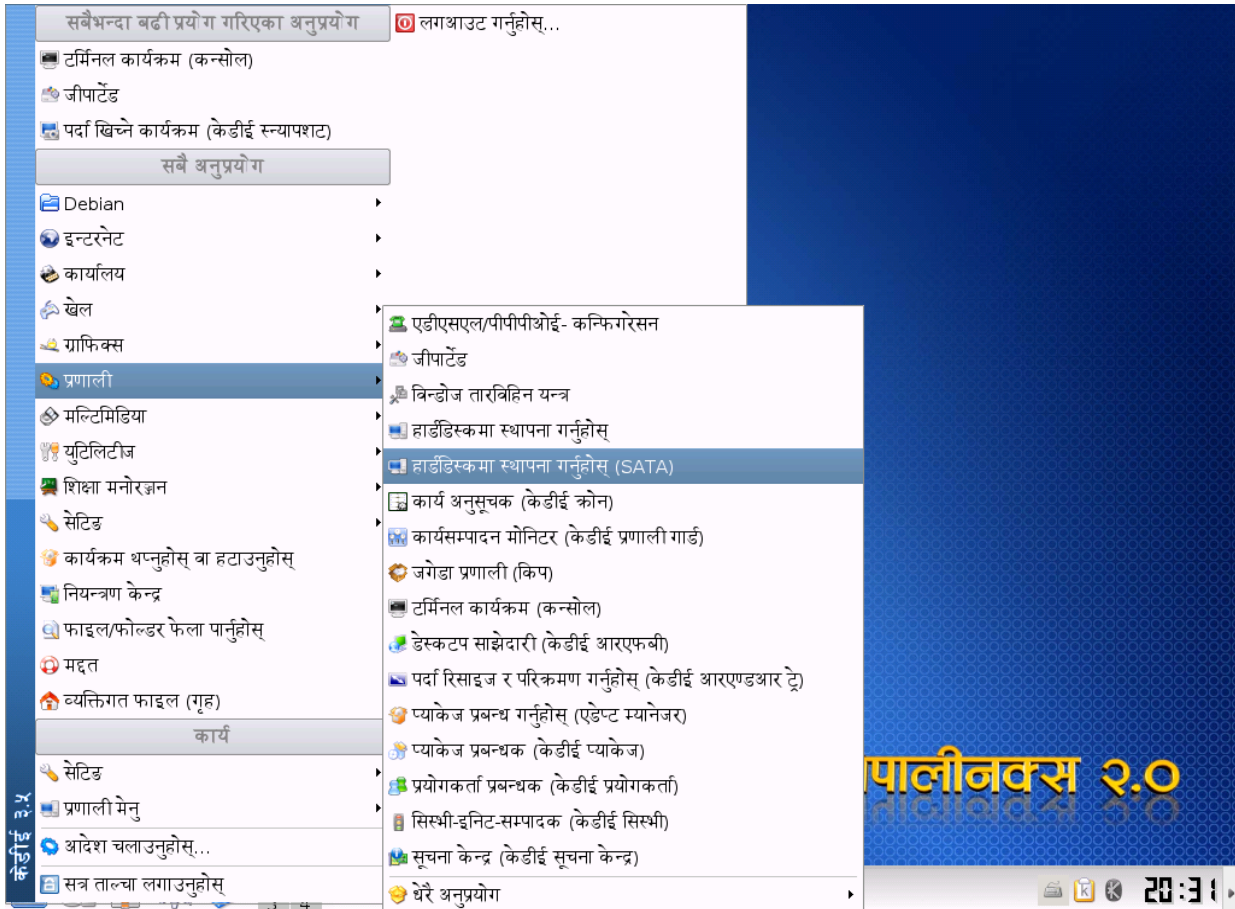 सबैभन्दा बढी प्रयोग गरिएका अनुप्रयोग
टर्मिनल कार्यक्रम (कन्सोल)
जीपार्टेड
पर्दा खिच्ने कार्यक्रम (केडीई स्न्यापशट)
सबै अनुप्रयोग
Debian
इन्टरनेट
कार्यालय
खेल
ग्राफिक्स
प्रणाली
मल्टिमिडिया
युटिलिटीज
शिक्षा मनोरञ्जन
सेटिङ
कार्यक्रम थप्नुहोस् वा हटाउनुहोस्
नियन्त्रण केन्द्र
फाइल/फोल्डर फेला पार्नुहोस्
मद्दत
व्यक्तिगत फाइल (गृह)
कार्य
सेटिङ
प्रणाली मेनु
आदेश चलाउनुहोस्...
सत्र ताल्चा लगाउनुहोस्
केडीई ३.५
लगआउट गर्नुहोस्...
एडीएसएल/पीपीपीओई- कन्फिगरेसन
जीपार्टेड
विन्डोज तारविहिन यन्त्र
हार्डडिस्कमा स्थापना गर्नुहोस्
हार्डडिस्कमा स्थापना गर्नुहोस् (SATA)
कार्य अनुसूचक (केडीई क्रोन)
कार्यसम्पादन मोनिटर (केडीई प्रणाली गार्ड)
जगेडा प्रणाली (किप)
टर्मिनल कार्यक्रम (कन्सोल)
डेस्कटप साझेदारी (केडीई आरएफबी)
पर्दा रिसाइज र परिक्रमण गर्नुहोस् (केडीई आरएण्डआर ट्रे)
प्याकेज प्रबन्ध गर्नुहोस् (एडेप्ट म्यानेजर)
प्याकेज प्रबन्धक (केडीई प्याकेज)
प्रयोगकर्ता प्रबन्धक (केडीई प्रयोगकर्ता)
सिस्भी-इनिट-सम्पादक (केडीई सिस्भी)
सूचना केन्द्र (केडीई सूचना केन्द्र)
धेरै अनुप्रयोग
पालीनक्स २.०
3 4
20:31